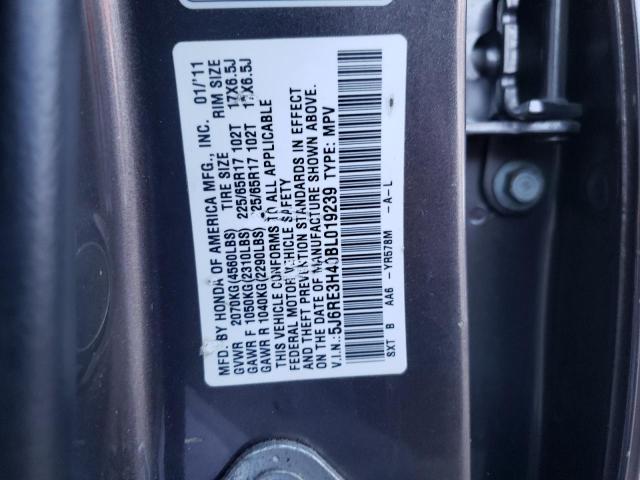 MFD. BY HONDA OF AMERICA MFG., INC. 01/'11
TIRE SIZE RIM SIZE
GVWR 2070KG(4560LBS) 225/65R17 102T 17X6.5J
GAWR F 1050KG(2310LBS) 225/65R17 102T 17X6.5J
GAWR R 1040KG(2290LBS)
THIS VEHICLE CONFORMS TO ALL APPLICABLE
FEDERAL MOTOR VEHICLE SAFETY
AND THEFT PREVENTION STANDARDS IN EFFECT
ON THE DATE OF MANUFACTURE SHOWN ABOVE.
V.I.N.:5J6RE3H40BL019239 TYPE: MPV
SXT B AA6 -YR578M -A-L